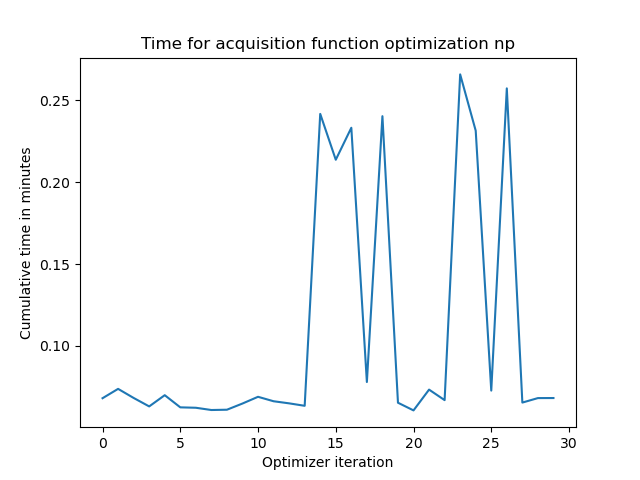 Time for acquisition function optimization np
Cumulative time in minutes
0.25
0.20
0.15
0.10
0 5 10 15 20 25 30
Optimizer iteration